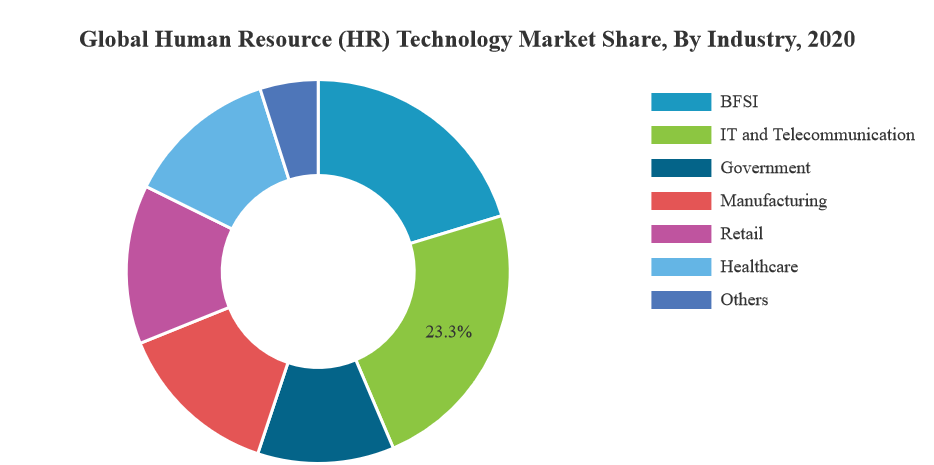 Global Human Resource (HR) Technology Market Share, By Industry, 2020
BFSI
IT and Telecommunication
Government
Manufacturing
Retail
Healthcare
Others
23.3%